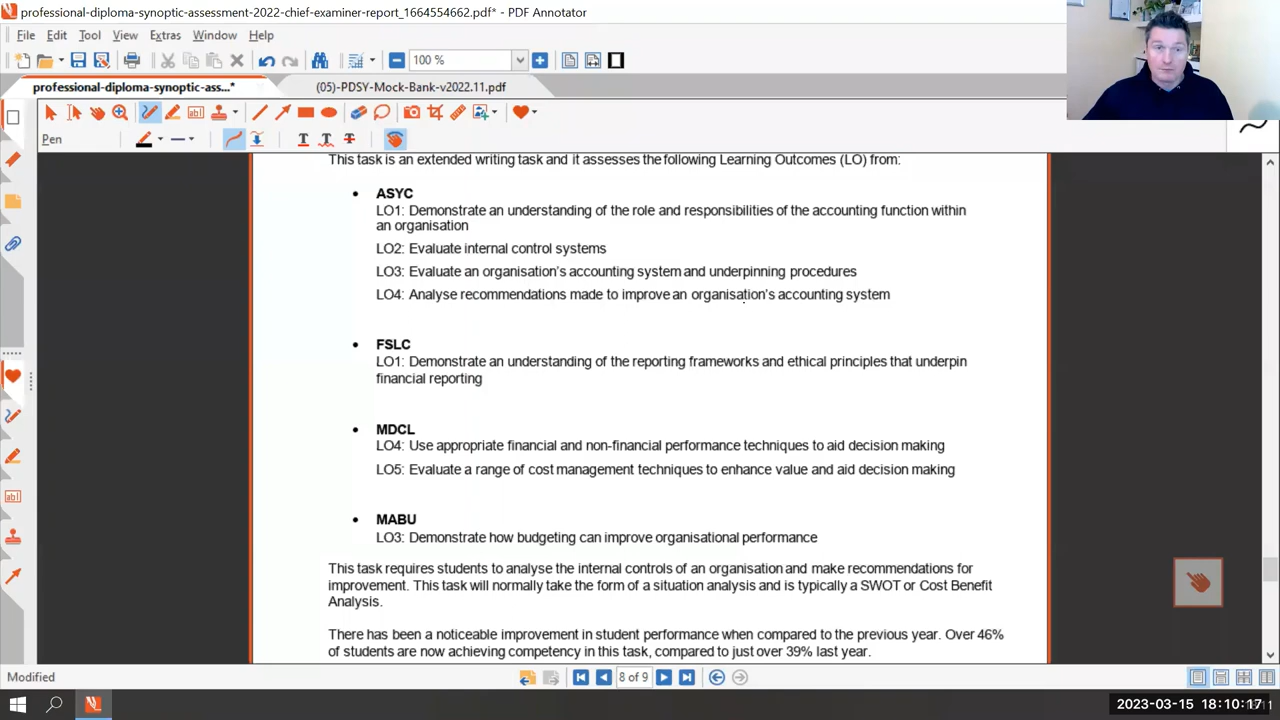 professional-diploma-synoptic-assessment-2022-chief-examiner-report_1664554662.pdf* - PDF Annotator
File Edit Tool View Extras Window Help
100 %
professional-diploma-synoptic-ass...* (05)-PDSY-Mock-Bank-v2022.11.pdf
Pen
This task is an extended writing task and it assesses the following Learning Outcomes (LO) from:
• ASYC
LO1: Demonstrate an understanding of the role and responsibilities of the accounting function within
an organisation
LO2: Evaluate internal control systems
LO3: Evaluate an organisation's accounting system and underpinning procedures
LO4: Analyse recommendations made to improve an organisation's accounting system
• FSLC
LO1: Demonstrate an understanding of the reporting frameworks and ethical principles that underpin
financial reporting
• MDCL
LO4: Use appropriate financial and non-financial performance techniques to aid decision making
LO5: Evaluate a range of cost management techniques to enhance value and aid decision making
• MABU
LO3: Demonstrate how budgeting can improve organisational performance
This task requires students to analyse the internal controls of an organisation and make recommendations for
improvement. This task will normally take the form of a situation analysis and is typically a SWOT or Cost Benefit
Analysis.
There has been a noticeable improvement in student performance when compared to the previous year. Over 46%
of students are now achieving competency in this task, compared to just over 39% last year.
Modified
8 of 9
2023-03-15 18:10:17